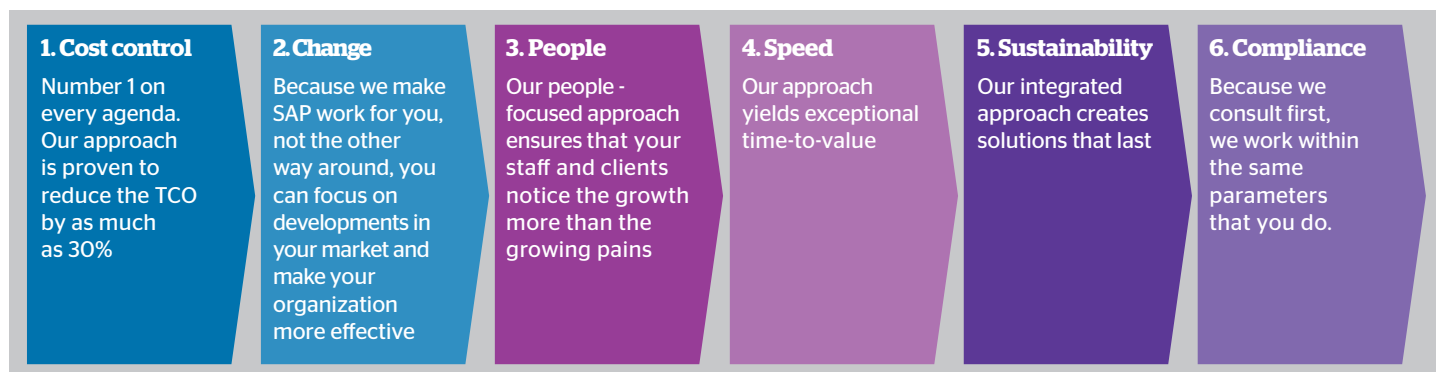 1. Cost control
Number 1 on
every agenda.
Our approach
is proven to
reduce the TCO
by as much
as 30%
2. Change
Because we make
SAP work for you,
not the other
way around, you
can focus on
developments in
your market and
make your
organization
more effective
3. People
Our people -
focused approach
ensures that your
staff and clients
notice the growth
more than the
growing pains
4. Speed
Our approach
yields exceptional
time-to-value
5. Sustainability
Our integrated
approach creates
solutions that last
6. Compliance
Because we
consult first,
we work within
the same
parameters
that you do.